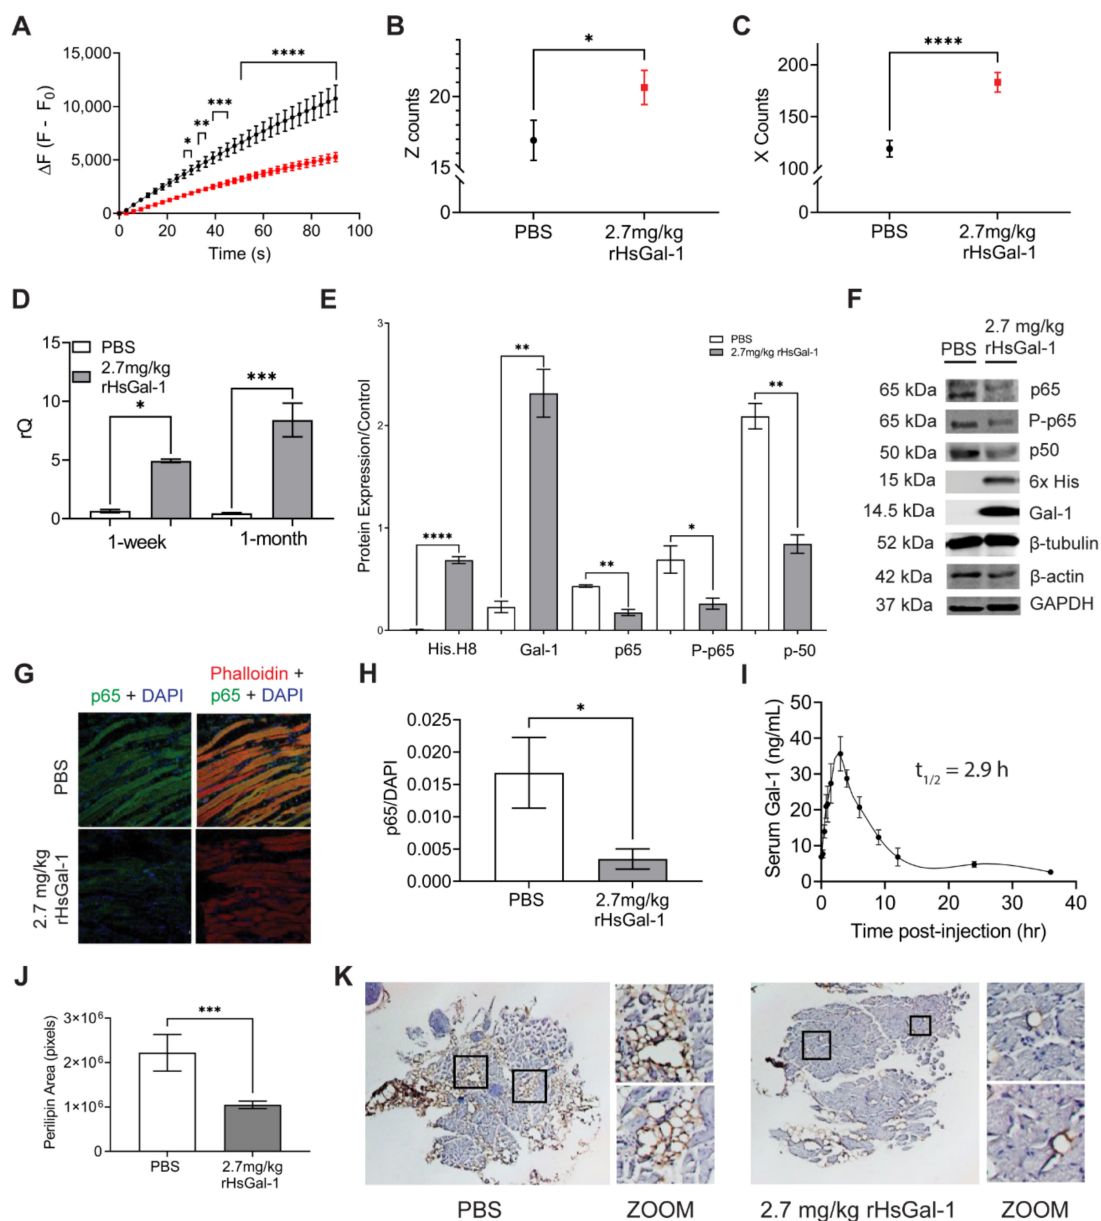 A
15,000
10,000
5,000
0
ΔF (F - F0)
* ** *** ****
0 20 40 60 80 100
Time (s)
B
20
15
0
Z counts
*
PBS 2.7mg/kg
rHsGal-1
C
200
150
100
0
X Counts
****
PBS 2.7mg/kg
rHsGal-1
D
15
10
5
0
rQ
PBS
2.7mg/kg
rHsGal-1
* ***
1-week 1-month
E
3
2
1
0
Protein Expression/Control
PBS
2.7mg/kg rHsGal-1
**** ** ** * **
His.H8 Gal-1 p65 P-p65 p-50
F
PBS 2.7 mg/kg
rHsGal-1
65 kDa p65
65 kDa P-p65
50 kDa p50
15 kDa 6x His
14.5 kDa Gal-1
52 kDa β-tubulin
42 kDa β-actin
37 kDa GAPDH
G
p65 + DAPI
Phalloidin +
p65 + DAPI
PBS
2.7 mg/kg
rHsGal-1
H
0.025
0.020
0.015
0.010
0.005
0.000
p65/DAPI
*
PBS 2.7mg/kg
rHsGal-1
I
50
40
30
20
10
0
Serum Gal-1 (ng/mL)
t1/2 = 2.9 h
0 10 20 30 40
Time post-injection (hr)
J
3×10⁶
2×10⁶
1×10⁶
0
Perilipin Area (pixels)
***
PBS 2.7mg/kg
rHsGal-1
K
PBS ZOOM 2.7 mg/kg rHsGal-1 ZOOM